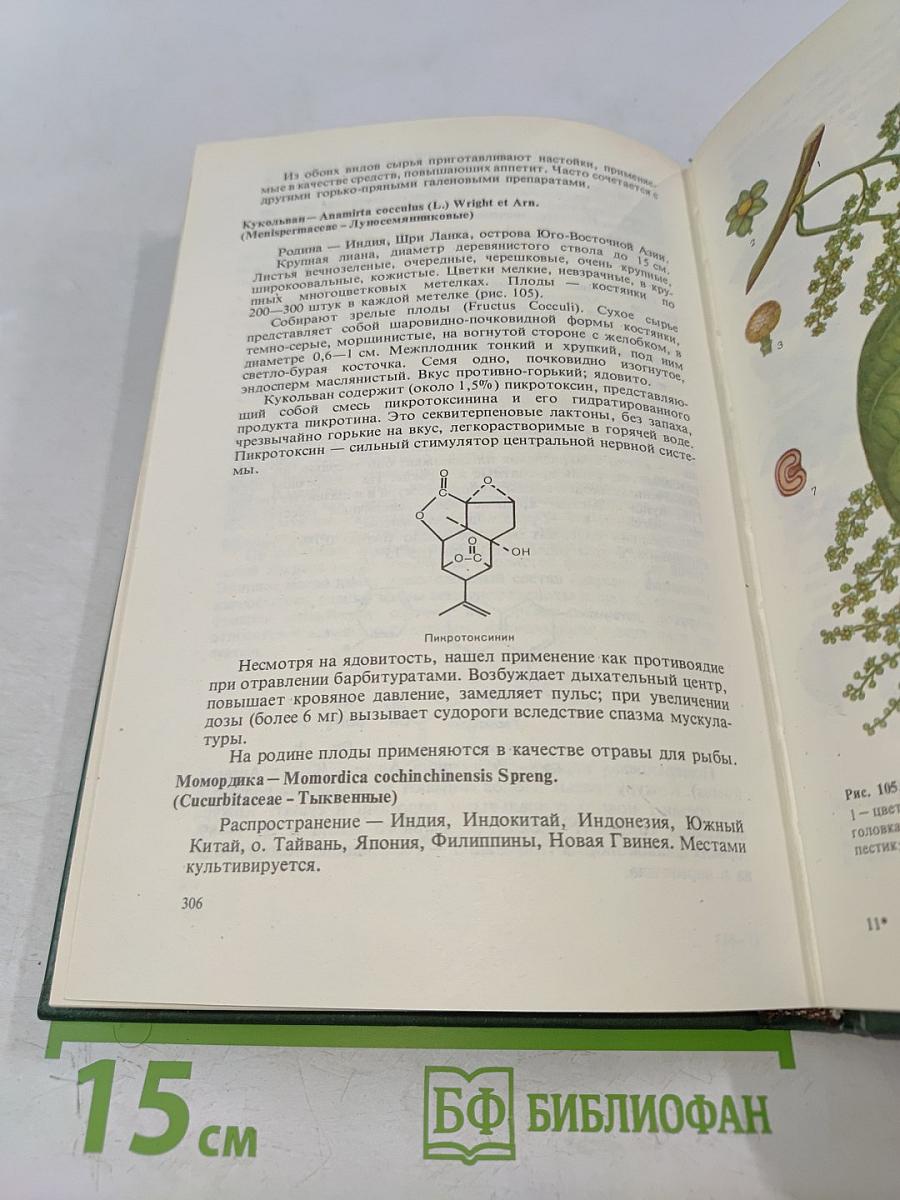 Из обоих видов сырья приготавливают настойки, применяе-
мые в качестве средств, повышающих аппетит. Часто сочетается с
другими горько-пряными галеновыми препаратами.
Кукольван — Anamirta cocculus (L.) Wright et Arn.
(Menispermaceae – Луносемянниковые)
Родина — Индия, Шри Ланка, острова Юго-Восточной Азии.
Крупная лиана, диаметр деревянистого ствола до 15 см.
Листья вечнозеленые, очередные, черешковые, очень крупные,
широкоовальные, кожистые. Цветки мелкие, невзрачные, в кру-
пных многоцветковых метелках. Плоды — костянки по
200—300 штук в каждой метелке (рис. 105).
Собирают зрелые плоды (Fructus Cocculi). Сухое сырье
представляет собой шаровидно-почковидной формы костянки,
темно-серые, морщинистые, на вогнутой стороне с желобком, в
диаметре 0,6—1 см. Межплодник тонкий и хрупкий, под ним
светло-бурая косточка. Семя одно, почковидно изогнутое,
эндосперм маслянистый. Вкус противно-горький; ядовито.
Кукольван содержит (около 1,5%) пикротоксин, представляю-
щий собой смесь пикротоксинина и его гидратированного
продукта пикротина. Это секвитерпеновые лактоны, без запаха,
чрезвычайно горькие на вкус, легкорастворимые в горячей воде.
Пикротоксин — сильный стимулятор центральной нервной систе-
мы.
O
C
O
O
O
O–C
OH
Пикротоксинин
Несмотря на ядовитость, нашел применение как противоядие
при отравлении барбитуратами. Возбуждает дыхательный центр,
повышает кровяное давление, замедляет пульс; при увеличении
дозы (более 6 мг) вызывает судороги вследствие спазма мускула-
туры.
На родине плоды применяются в качестве отравы для рыбы.
Момордика — Momordica cochinchinensis Spreng.
(Cucurbitaceae – Тыквенные)
Распространение — Индия, Индокитай, Индонезия, Южный
Китай, о. Тайвань, Япония, Филиппины, Новая Гвинея. Местами
культивируется.
306
1
2
3
7
Рис. 105
1 — цвет
головка
пестик
11*
15 см
БФ БИБЛИОФАН